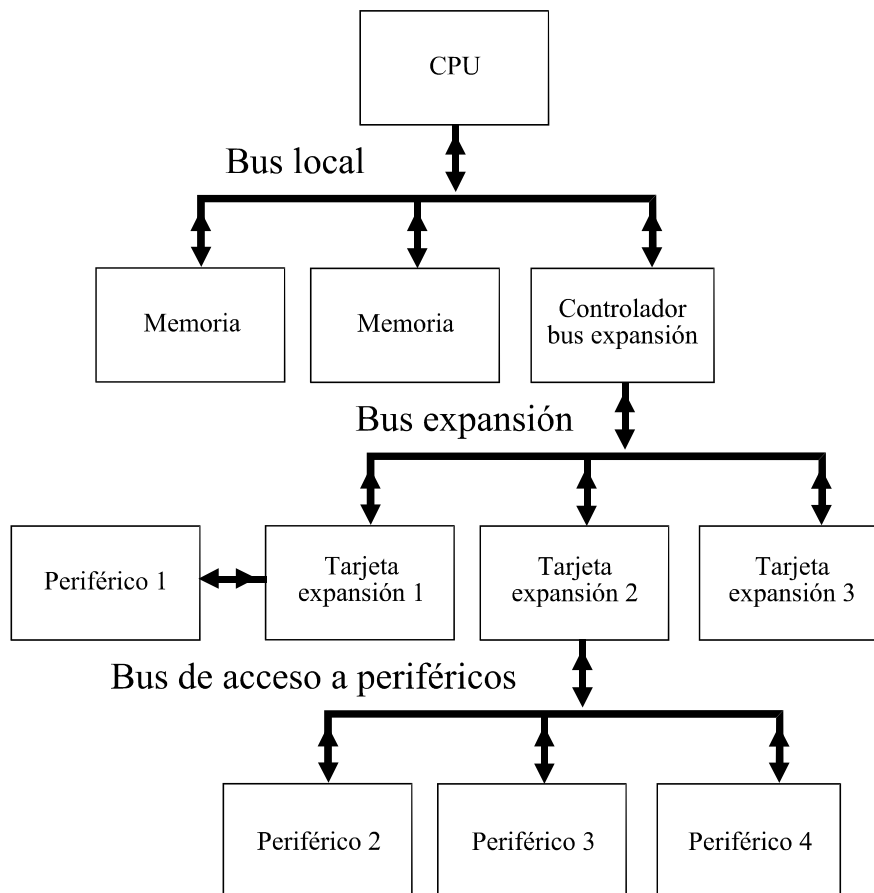 CPU
Bus local
Memoria
Memoria
Controlador
bus expansión
Bus expansión
Periférico 1
Tarjeta
expansión 1
Tarjeta
expansión 2
Tarjeta
expansión 3
Bus de acceso a periféricos
Periférico 2
Periférico 3
Periférico 4